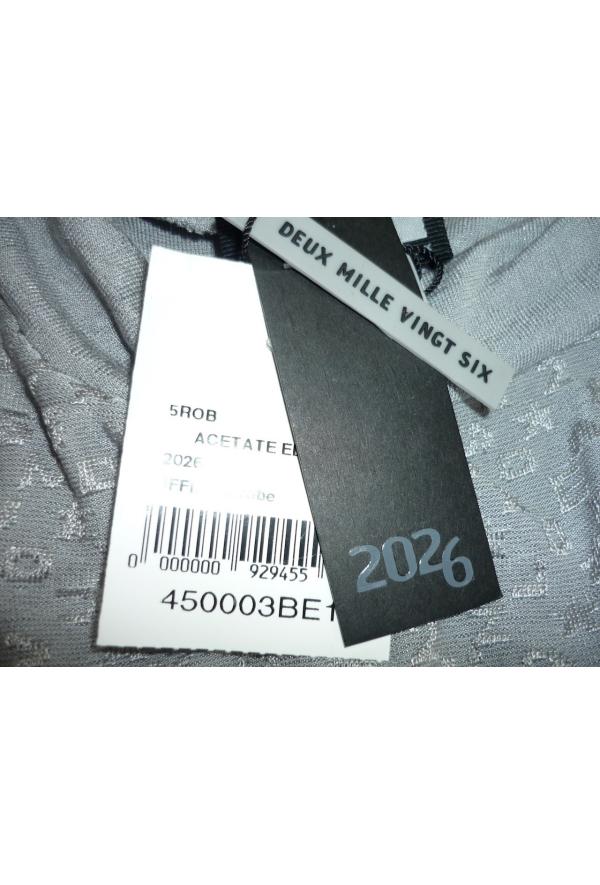 DEUX MILLE VINGT SIX
5ROB
ACETATE
2026
0 000000 929455
450003BE1
2026